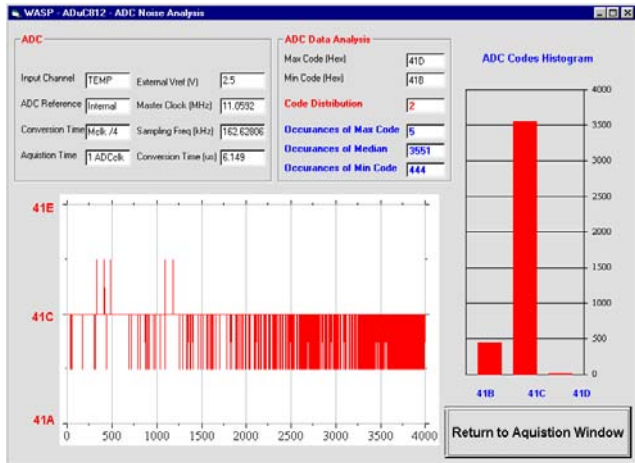 WASP - ADuC812 - ADC Noise Analysis
ADC
Input Channel TEMP External Vref (V) 2.5
ADC Reference Internal Master Clock (MHz) 11.0592
Conversion Time Mclk /4 Sampling Freq (kHz) 162.62806
Aquistion Time 1 ADCclk Conversion Time (us) 6.149
ADC Data Analysis
Max Code (Hex) 41D
Min Code (Hex) 41B
Code Distribution 2
Occurances of Max Code 5
Occurances of Median 3551
Occurances of Min Code 444
ADC Codes Histogram
4000
3500
3000
2500
2000
1500
1000
500
0
41B 41C 41D
41E
41C
41A
0 500 1000 1500 2000 2500 3000 3500 4000
Return to Aquistion Window